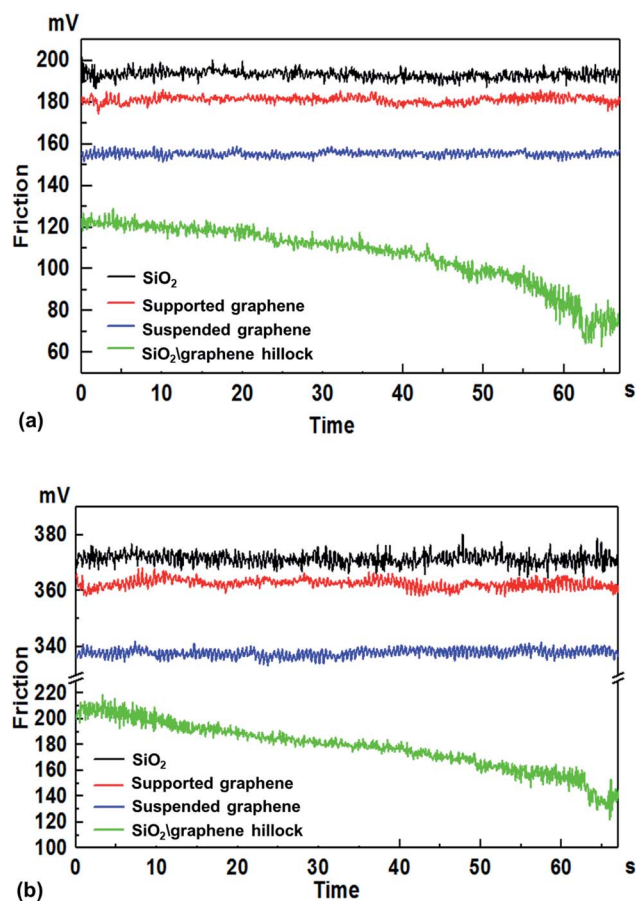 mV
200
180
160
140
120
100
80
60
Friction
SiO₂
Supported graphene
Suspended graphene
SiO₂\graphene hillock
0 10 20 30 40 50 60 s
(a) Time
mV
380
360
340
220
200
180
160
140
120
100
Friction
SiO₂
Supported graphene
Suspended graphene
SiO₂\graphene hillock
0 10 20 30 40 50 60 s
(b) Time